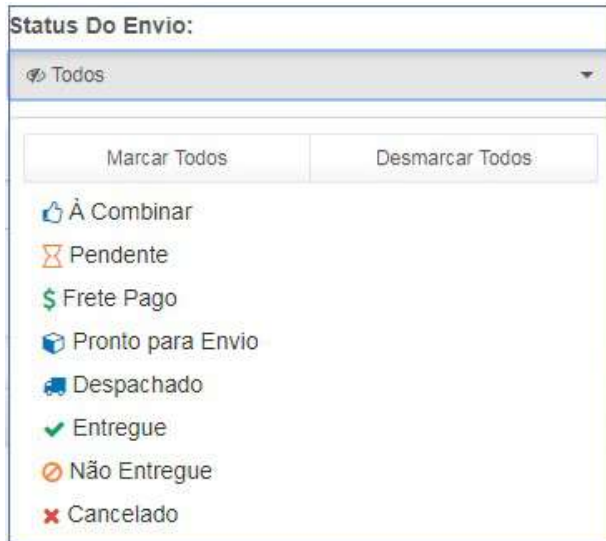 Status Do Envio:
Todos
Marcar Todos Desmarcar Todos
À Combinar
Pendente
Frete Pago
Pronto para Envio
Despachado
Entregue
Não Entregue
Cancelado